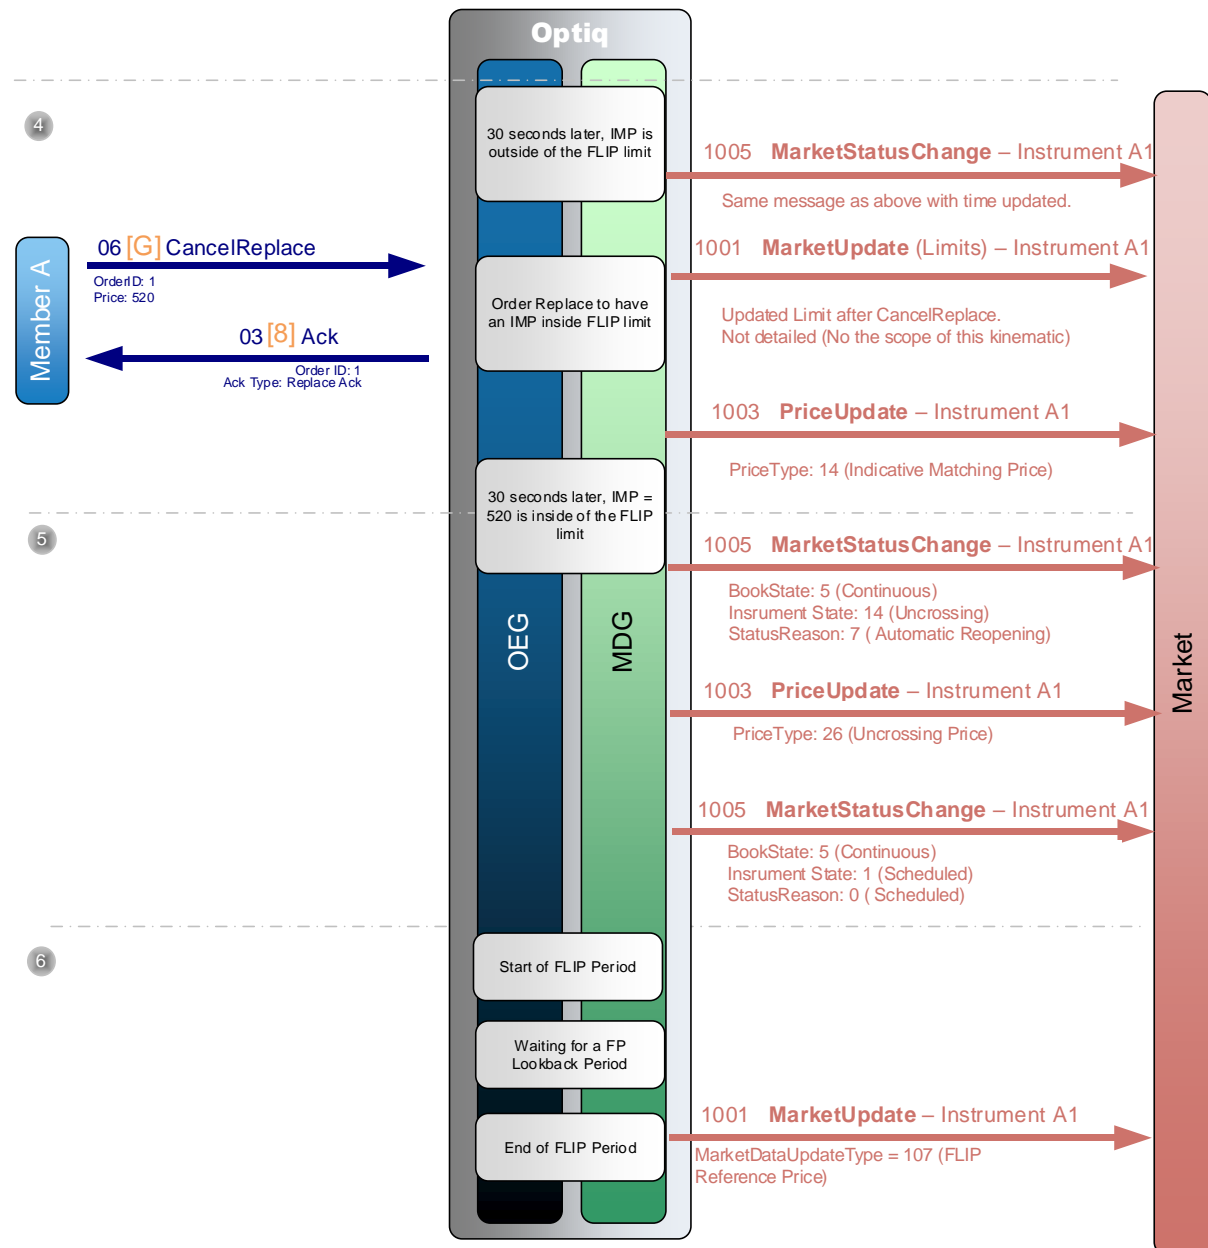 Optiq
4
30 seconds later, IMP is
outside of the FLIP limit
1005 MarketStatusChange – Instrument A1
Same message as above with time updated.
Member A
06 [G] CancelReplace
OrderID: 1
Price: 520
03 [8] Ack
Order ID: 1
Ack Type: Replace Ack
Order Replace to have
an IMP inside FLIP limit
1001 MarketUpdate (Limits) – Instrument A1
Updated Limit after CancelReplace.
Not detailed (No the scope of this kinematic)
1003 PriceUpdate – Instrument A1
PriceType: 14 (Indicative Matching Price)
30 seconds later, IMP =
520 is inside of the FLIP
limit
5
1005 MarketStatusChange – Instrument A1
BookState: 5 (Continuous)
Insrument State: 14 (Uncrossing)
StatusReason: 7 ( Automatic Reopening)
OEG
MDG
Market
1003 PriceUpdate – Instrument A1
PriceType: 26 (Uncrossing Price)
1005 MarketStatusChange – Instrument A1
BookState: 5 (Continuous)
Insrument State: 1 (Scheduled)
StatusReason: 0 ( Scheduled)
6
Start of FLIP Period
Waiting for a FP
Lookback Period
End of FLIP Period
1001 MarketUpdate – Instrument A1
MarketDataUpdateType = 107 (FLIP
Reference Price)